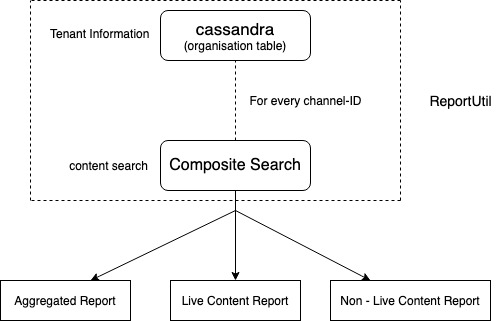 Tenant Information
cassandra
(organisation table)
For every channel-ID
ReportUtil
content search
Composite Search
Aggregated Report
Live Content Report
Non - Live Content Report